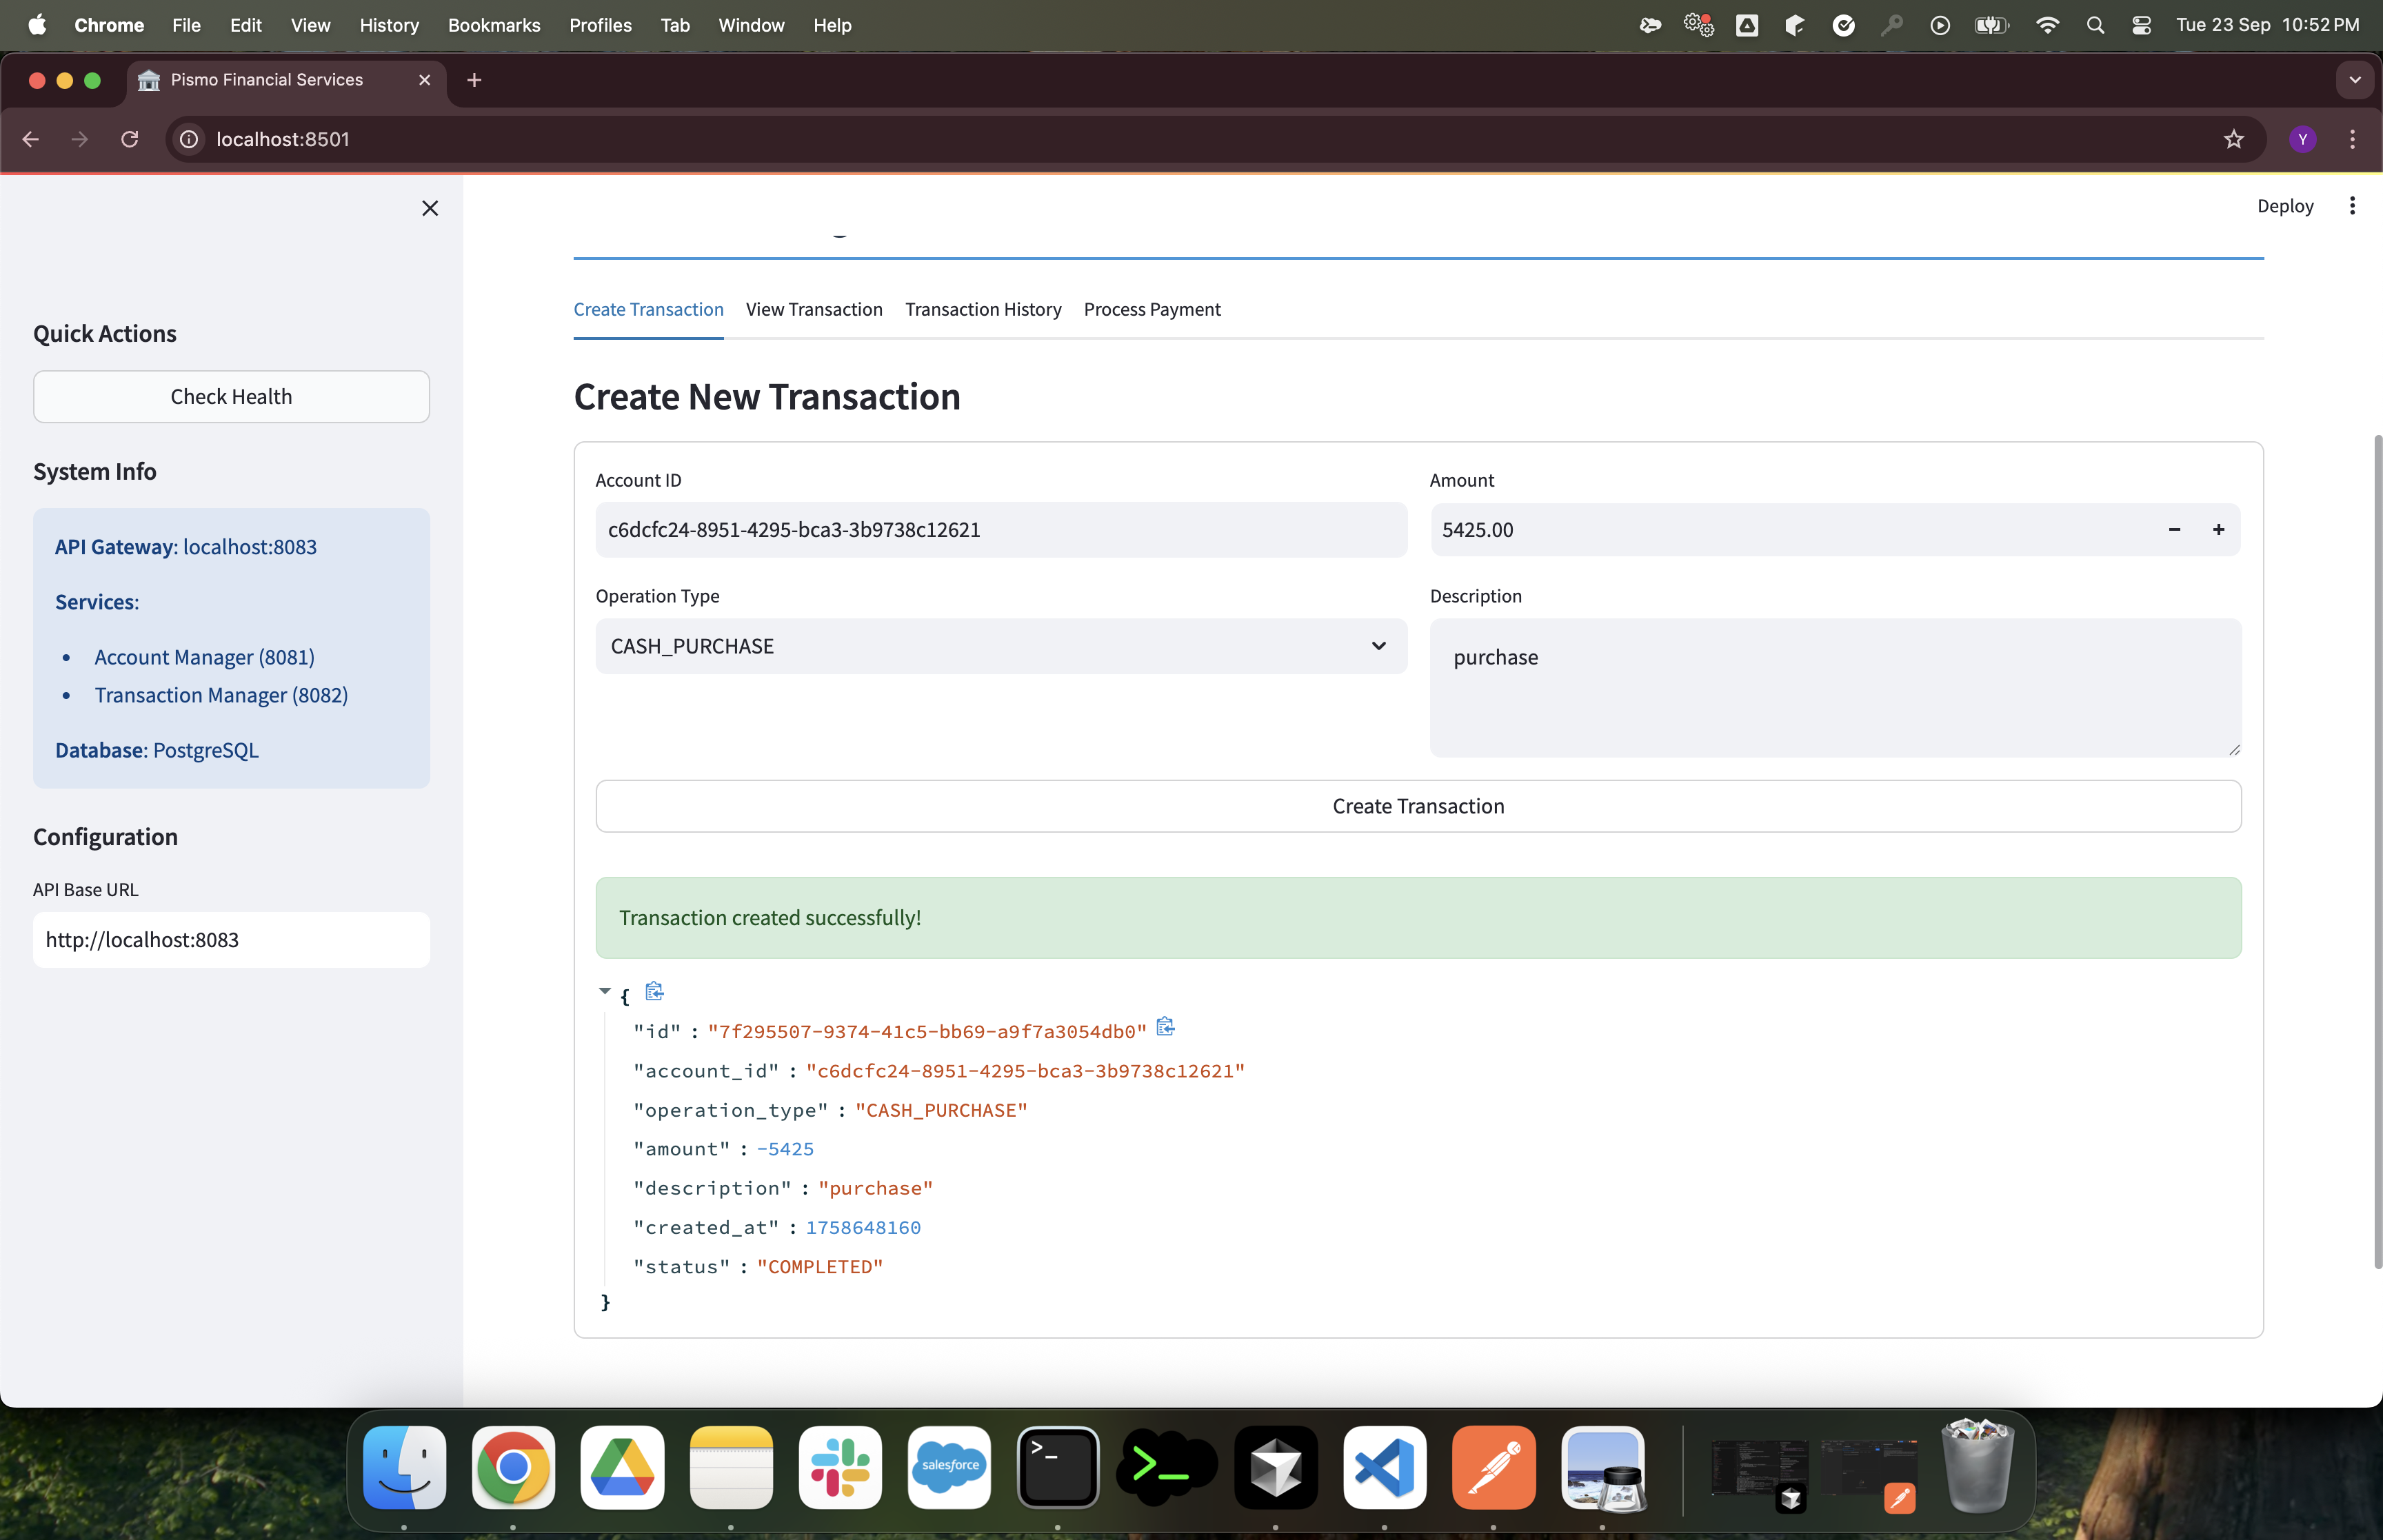 Chrome File Edit View History Bookmarks Profiles Tab Window Help Tue 23 Sep 10:52 PM
Pismo Financial Services
localhost:8501
Y
Deploy
Quick Actions
Check Health
System Info
API Gateway: localhost:8083
Services:
• Account Manager (8081)
• Transaction Manager (8082)
Database: PostgreSQL
Configuration
API Base URL
http://localhost:8083
Create Transaction View Transaction Transaction History Process Payment
Create New Transaction
Account ID
c6dcfc24-8951-4295-bca3-3b9738c12621
Amount
5425.00
Operation Type
CASH_PURCHASE
Description
purchase
Create Transaction
Transaction created successfully!
{
"id" : "7f295507-9374-41c5-bb69-a9f7a3054db0"
"account_id" : "c6dcfc24-8951-4295-bca3-3b9738c12621"
"operation_type" : "CASH_PURCHASE"
"amount" : -5425
"description" : "purchase"
"created_at" : 1758648160
"status" : "COMPLETED"
}
salesforce